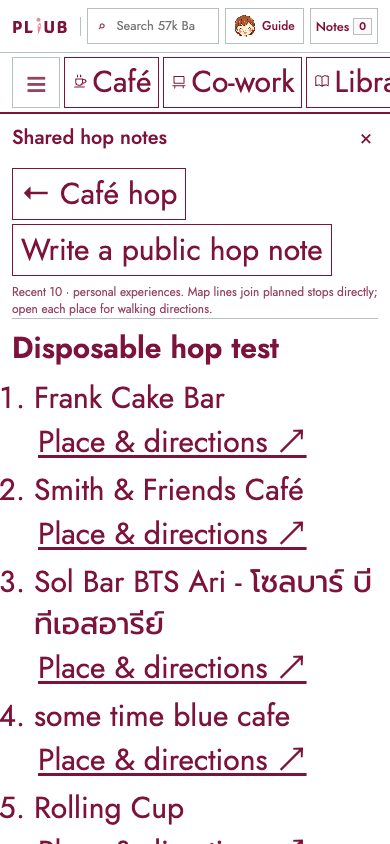 PLIUB
Search 57k Ba
Guide
Notes 0
Café
Co-work
Libra
Shared hop notes
×
← Café hop
Write a public hop note
Recent 10 · personal experiences. Map lines join planned stops directly;
open each place for walking directions.
Disposable hop test
1. Frank Cake Bar
Place & directions ↗
2. Smith & Friends Café
Place & directions ↗
3. Sol Bar BTS Ari - โซลบาร์ บี
ทีเอสอารีย์
Place & directions ↗
4. some time blue cafe
Place & directions ↗
5. Rolling Cup